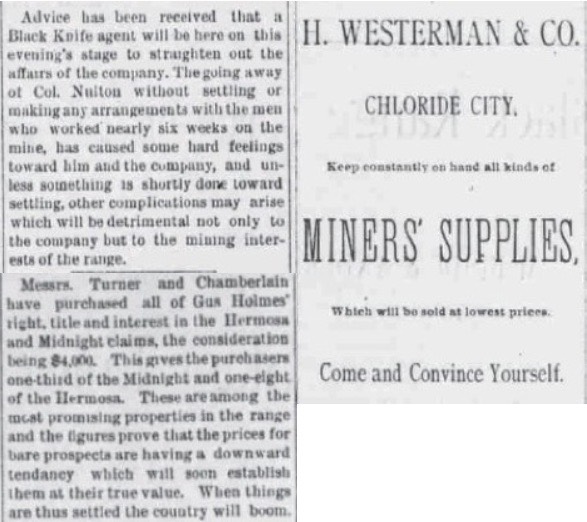 Advice has been received that a
Black Knife agent will be here on this
evening's stage to straighten out the
affairs of the company. The going away
of Col. Nulton without settling or
making any arrangements with the men
who worked nearly six weeks on the
mine, has caused some hard feelings
toward him and the company, and un-
less something is shortly done toward
settling, other complications may arise
which will be detrimental not only to
the company but to the mining inter-
ests of the range.
Messrs. Turner and Chamberlain
have purchased all of Gus Holmes'
right, title and interest in the Hermosa
and Midnight claims, the consideration
being $4,000. This gives the purchasers
one-third of the Midnight and one-eight
of the Hermosa. These are among the
most promising properties in the range
and the figures prove that the prices for
bare prospects are having a downward
tendancy which will soon establish
them at their true value. When things
are thus settled the country will boom.
H. WESTERMAN & CO.
CHLORIDE CITY.
Keep constantly on hand all kinds of
MINERS' SUPPLIES,
Which will be sold at lowest prices.
Come and Convince Yourself.